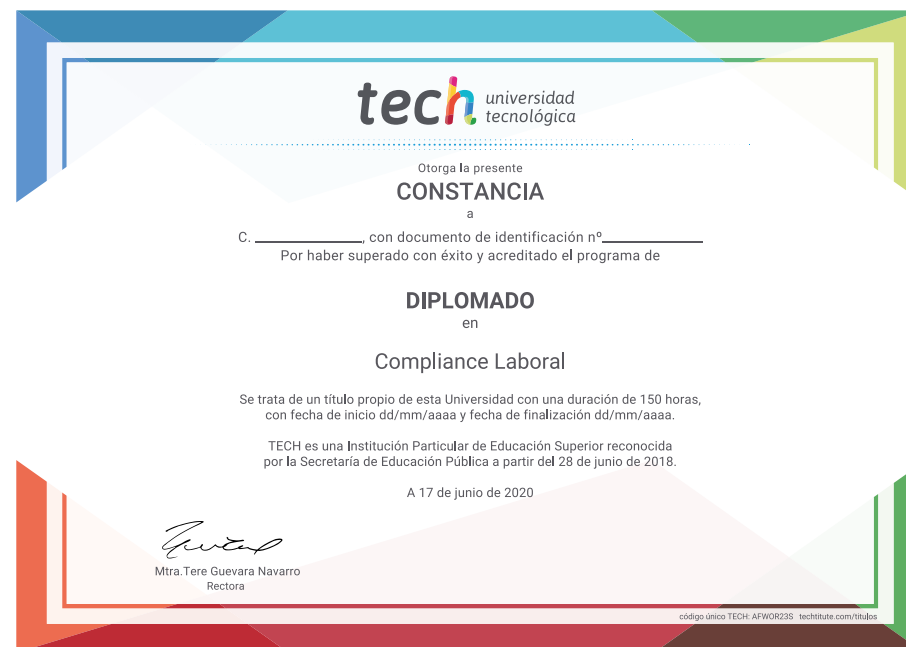 tech universidad
tecnológica
Otorga la presente
CONSTANCIA
a
C. ____________, con documento de identificación nº____________
Por haber superado con éxito y acreditado el programa de
DIPLOMADO
en
Compliance Laboral
Se trata de un título propio de esta Universidad con una duración de 150 horas,
con fecha de inicio dd/mm/aaaa y fecha de finalización dd/mm/aaaa.
TECH es una Institución Particular de Educación Superior reconocida
por la Secretaría de Educación Pública a partir del 28 de junio de 2018.
A 17 de junio de 2020
Mtra.Tere Guevara Navarro
Rectora
código único TECH: AFWOR23S techtitute.com/titulos